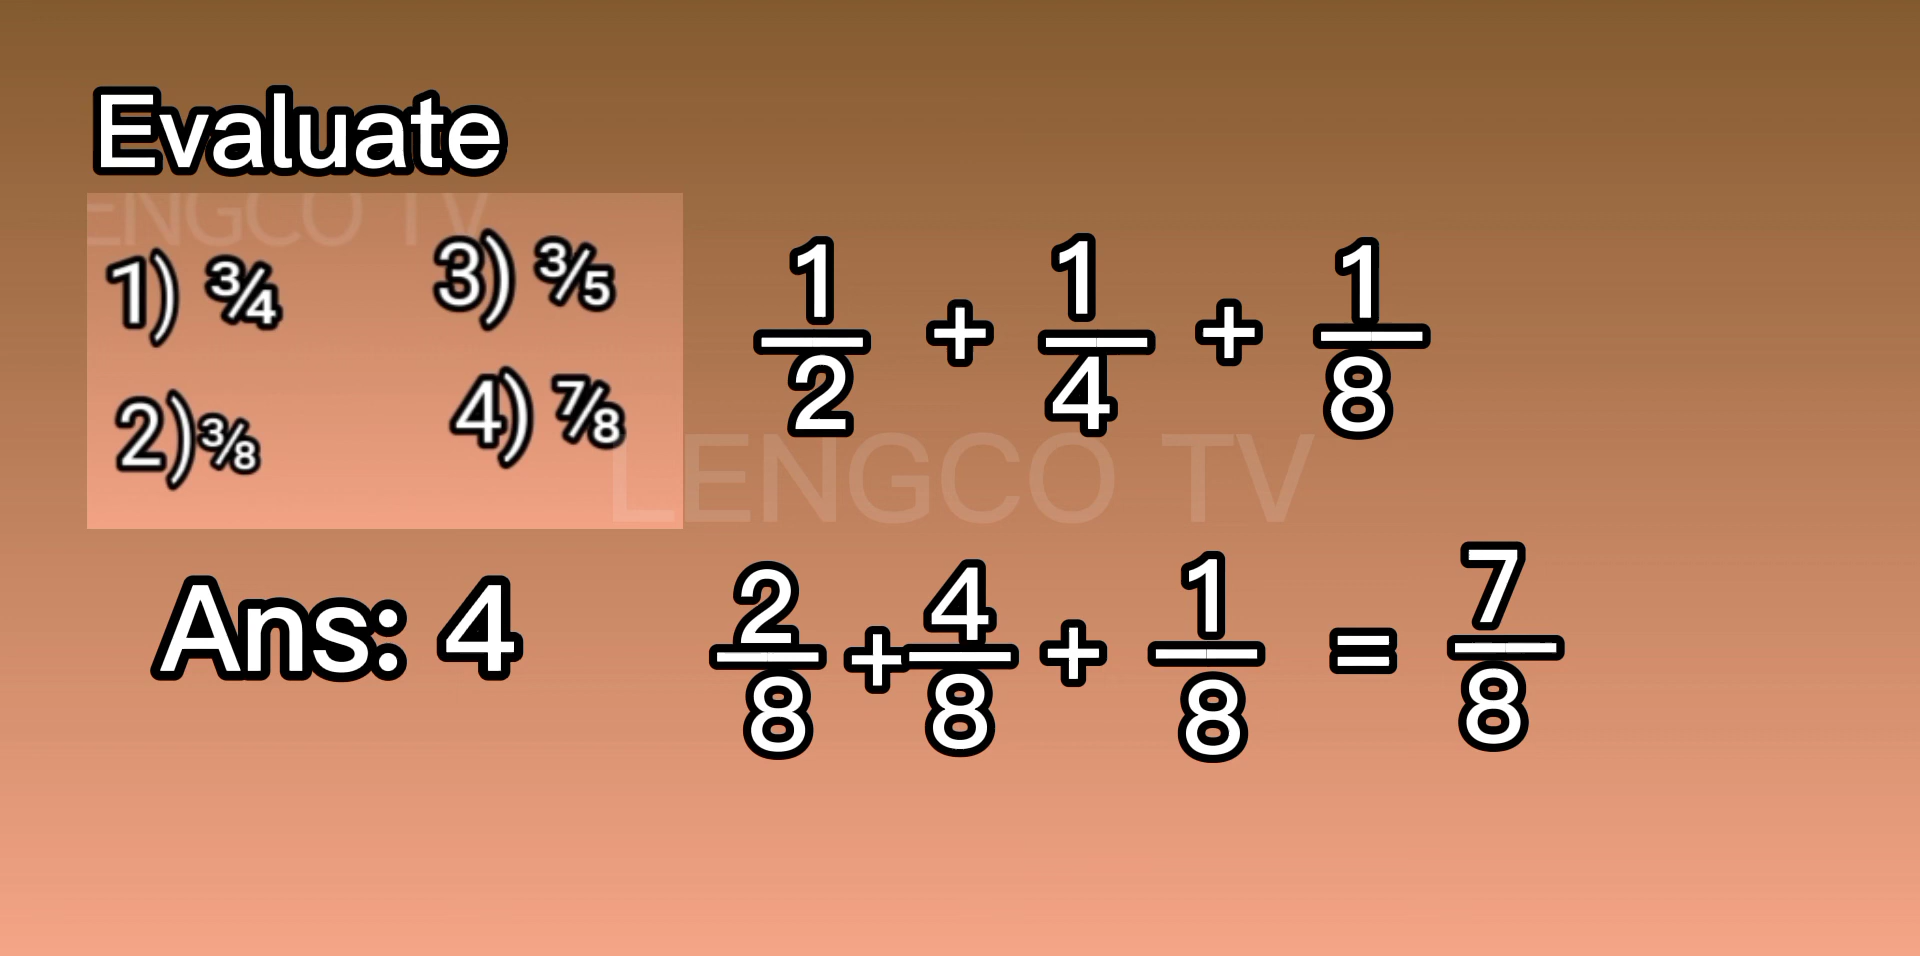 Evaluate
ENGCO TV
1) ¾
3) ⅗
2) ⅜
4) ⅞
1/2 + 1/4 + 1/8
LENGCO TV
Ans: 4
2/8 + 4/8 + 1/8 = 7/8